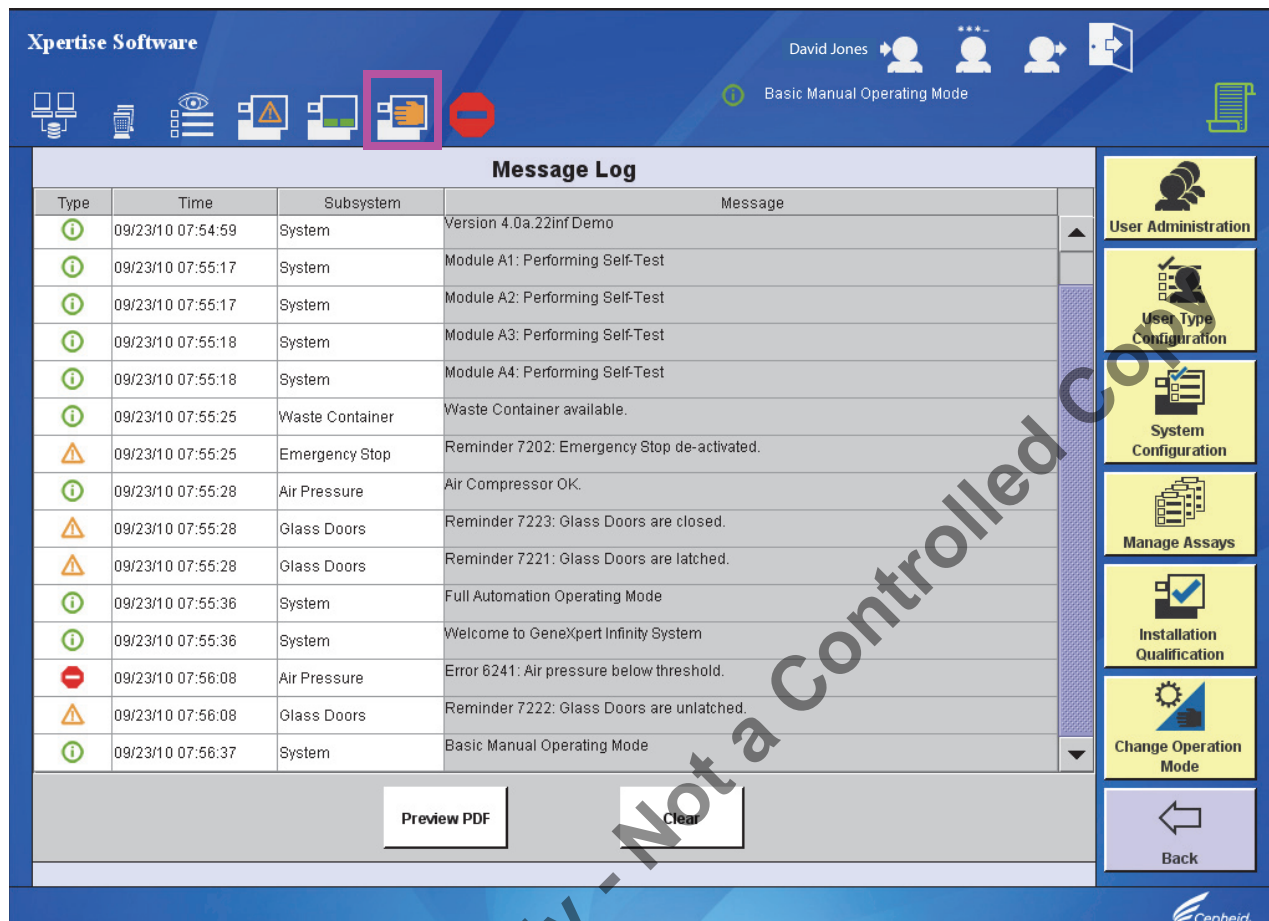 Xpertise Software
David Jones
Basic Manual Operating Mode
Message Log
Type Time Subsystem Message
09/23/10 07:54:59 System Version 4.0a.22inf Demo
09/23/10 07:55:17 System Module A1: Performing Self-Test
09/23/10 07:55:17 System Module A2: Performing Self-Test
09/23/10 07:55:18 System Module A3: Performing Self-Test
09/23/10 07:55:18 System Module A4: Performing Self-Test
09/23/10 07:55:25 Waste Container Waste Container available.
09/23/10 07:55:25 Emergency Stop Reminder 7202: Emergency Stop de-activated.
09/23/10 07:55:28 Air Pressure Air Compressor OK.
09/23/10 07:55:28 Glass Doors Reminder 7223: Glass Doors are closed.
09/23/10 07:55:28 Glass Doors Reminder 7221: Glass Doors are latched.
09/23/10 07:55:36 System Full Automation Operating Mode
09/23/10 07:55:36 System Welcome to GeneXpert Infinity System
09/23/10 07:56:08 Air Pressure Error 6241: Air pressure below threshold.
09/23/10 07:56:08 Glass Doors Reminder 7222: Glass Doors are unlatched.
09/23/10 07:56:37 System Basic Manual Operating Mode
Preview PDF
Clear
User Administration
User Type
Configuration
System
Configuration
Manage Assays
Installation
Qualification
Change Operation
Mode
Back
- Not a Controlled Copy
Cepheid.